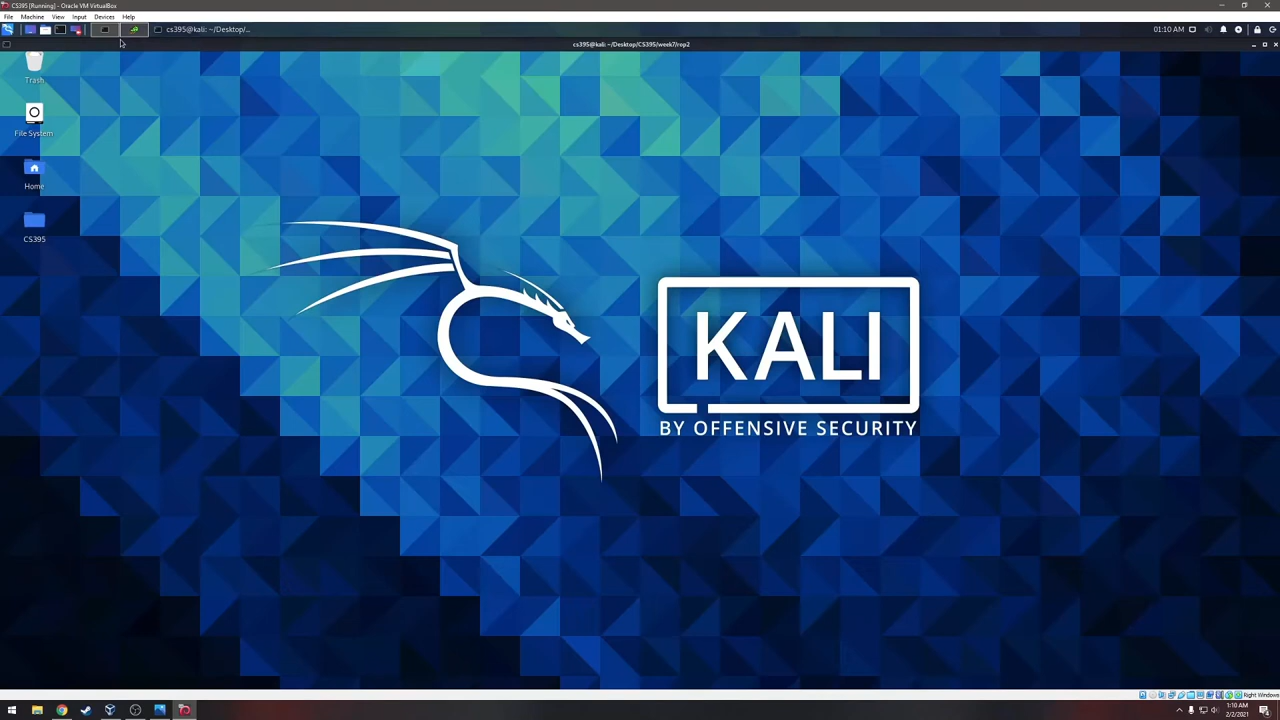 CS395 [Running] - Oracle VM VirtualBox
File Machine View Input Devices Help
cs395@kali: ~/Desktop/...
01:10 AM
cs395@kali: ~/Desktop/CS395/week7/rop2
Trash
File System
Home
CS395
KALI
BY OFFENSIVE SECURITY
Right Windows
1:10 AM
2/2/2021